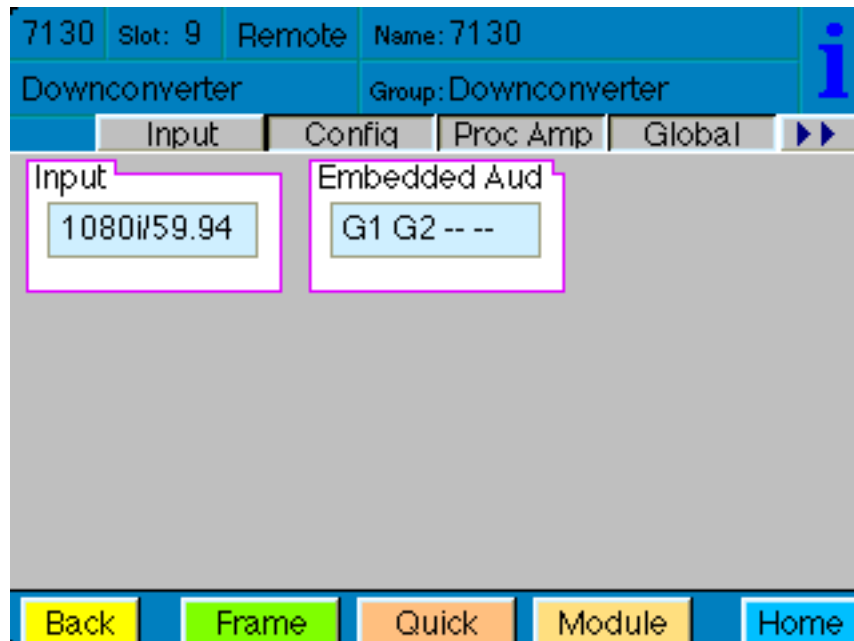 7130 Slot: 9 Remote Name: 7130
Downconverter Group: Downconverter
i
Input Config Proc Amp Global
Input Embedded Aud
1080i/59.94 G1 G2 -- --
Back Frame Quick Module Home